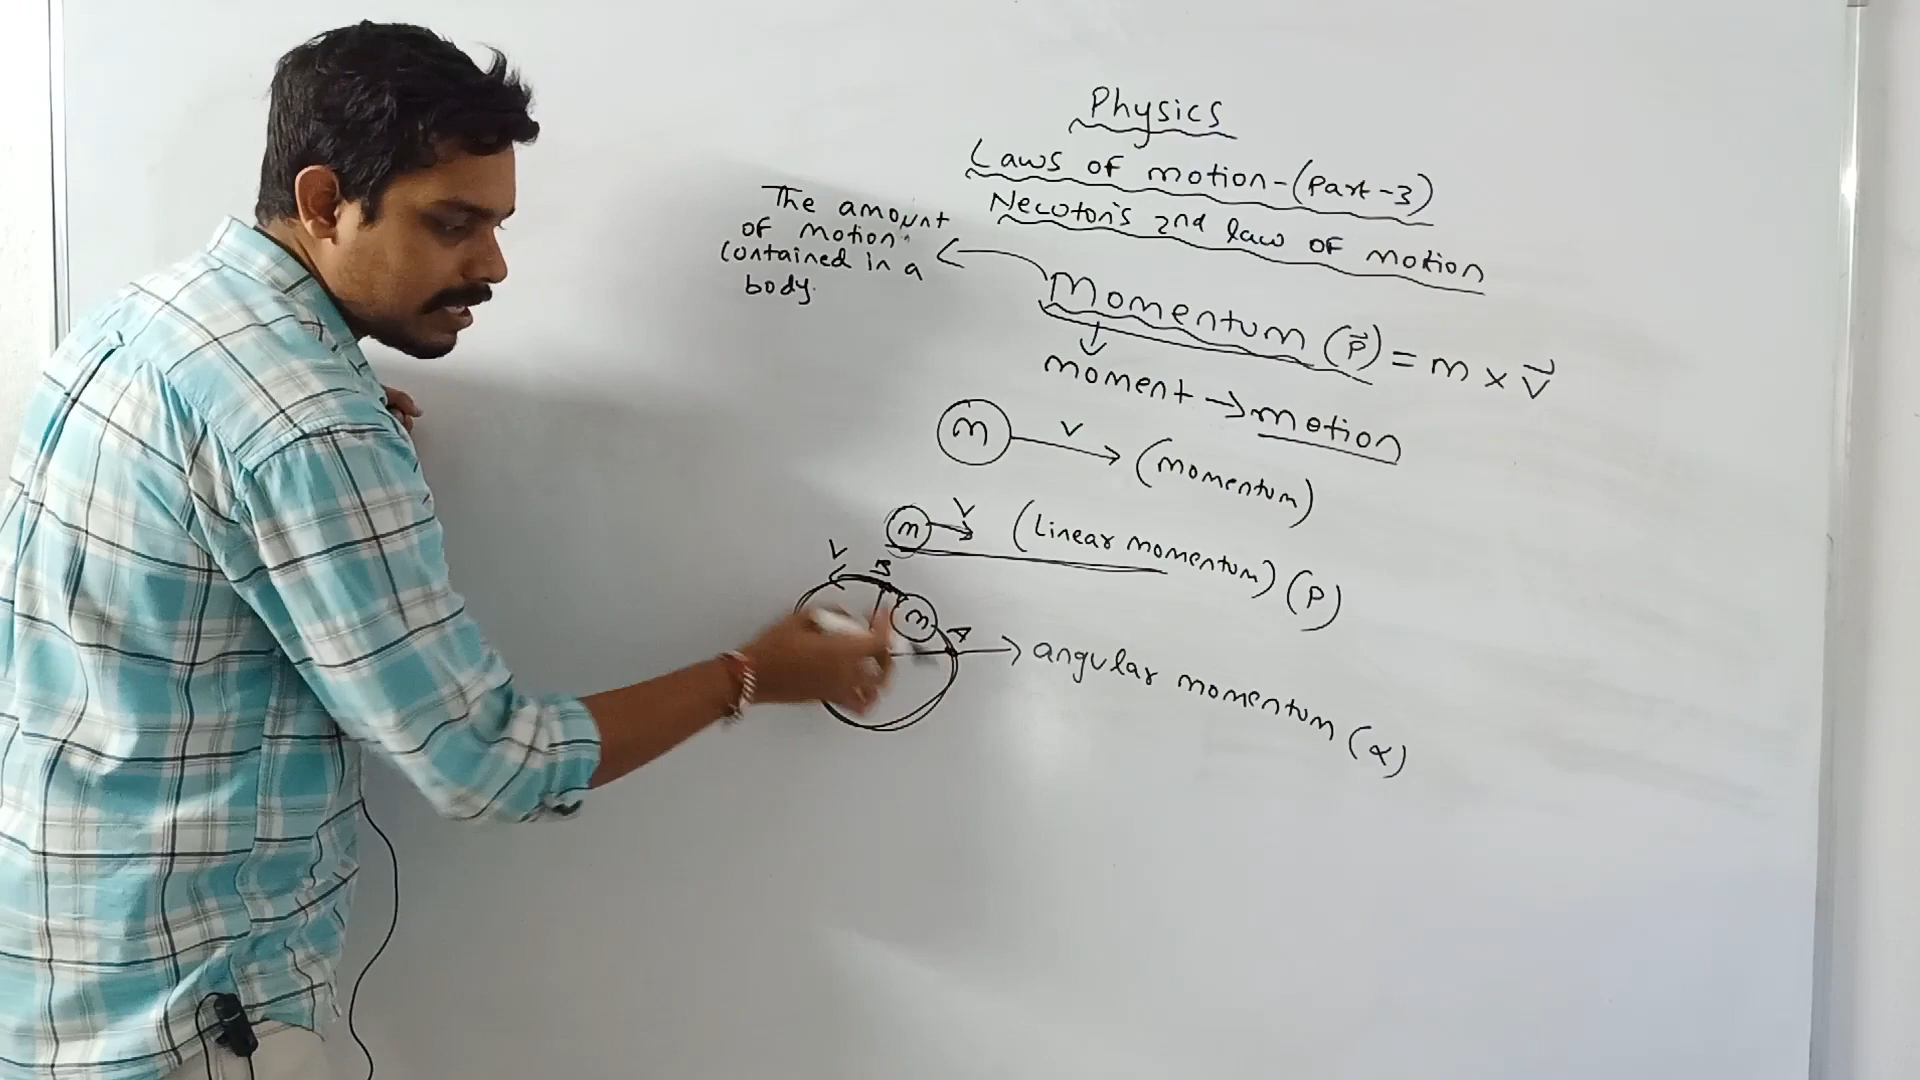 Physics
Laws of motion-(Part-3)
Newton's 2nd law of motion
The amount
of motion
contained in a
body.
Momentum (P⃗) = m × V⃗
moment → motion
m V (momentum)
m V (Linear momentum) (P)
V B
m A → angular momentum (α)